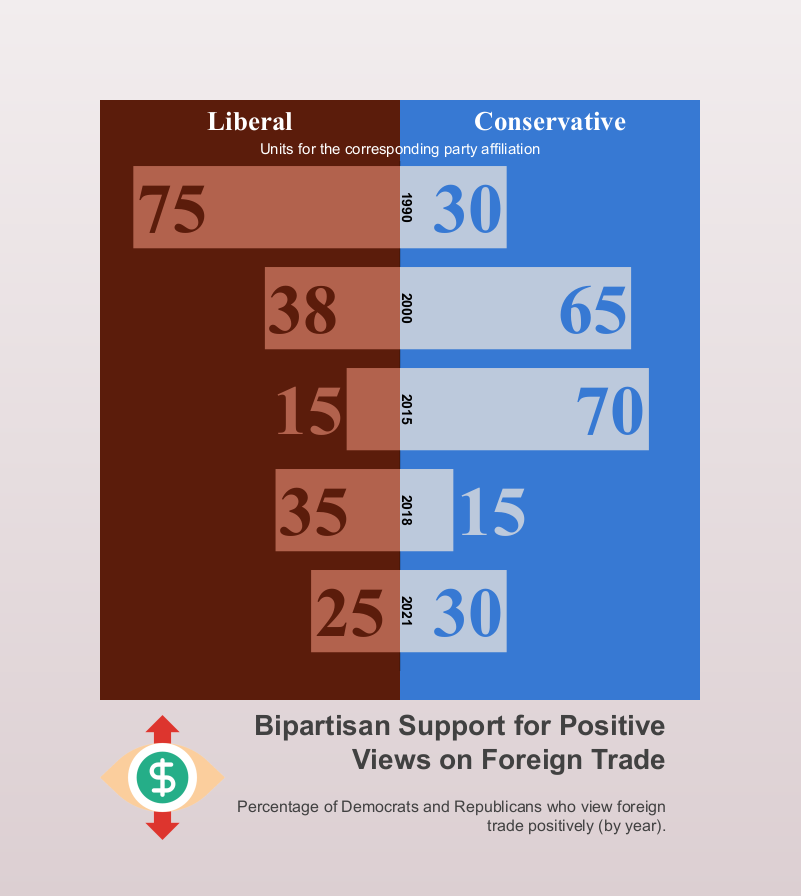 Liberal Conservative
Units for the corresponding party affiliation
75 1990 30
38 2000 65
15 2015 70
35 2018 15
25 2021 30
Bipartisan Support for Positive
Views on Foreign Trade
$
Percentage of Democrats and Republicans who view foreign
trade positively (by year).